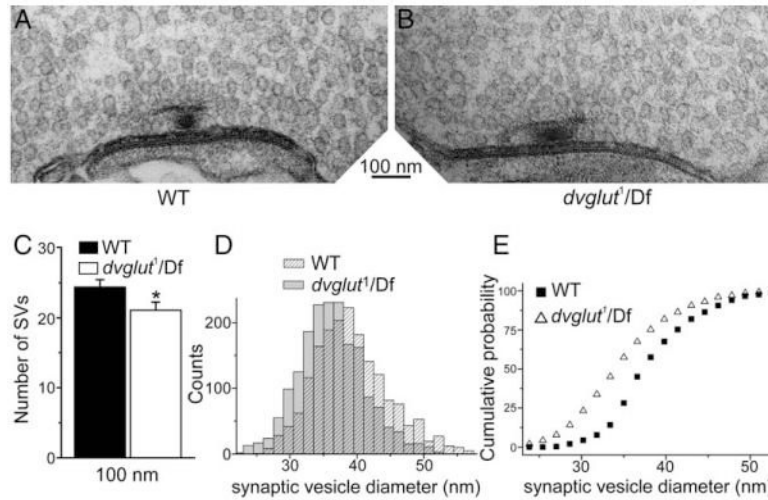 A
B
100 nm
WT
dvglut¹/Df
C
WT
dvglut¹/Df
Number of SVs
30
20
10
0
*
100 nm
D
WT
dvglut¹/Df
Counts
200
100
0
30
40
50
synaptic vesicle diameter (nm)
E
WT
dvglut¹/Df
Cumulative probability
100
75
50
25
0
30
40
50
synaptic vesicle diameter (nm)